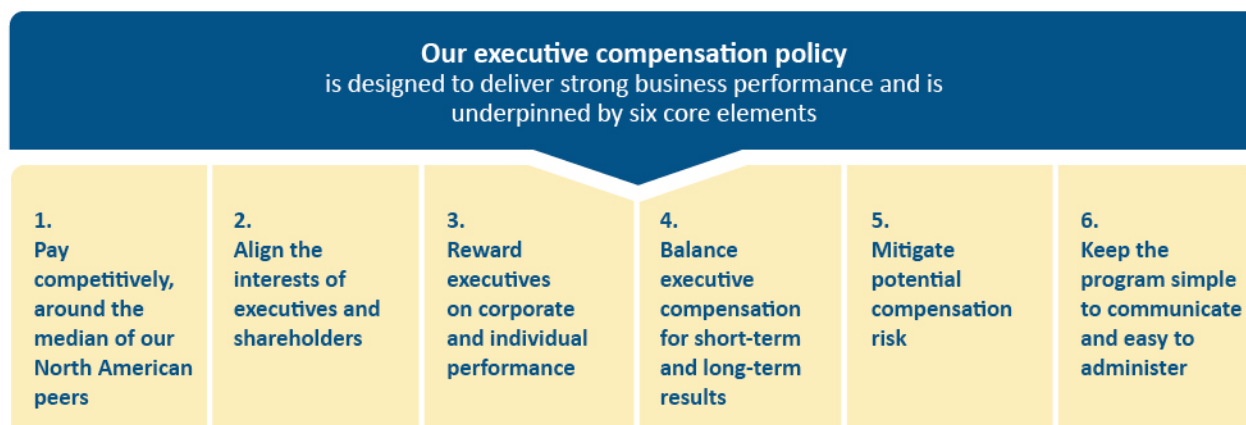 Our executive compensation policy
is designed to deliver strong business performance and is
underpinned by six core elements
1.
Pay
competitively,
around the
median of our
North American
peers
2.
Align the
interests of
executives and
shareholders
3.
Reward
executives
on corporate
and individual
performance
4.
Balance
executive
compensation
for short-term
and long-term
results
5.
Mitigate
potential
compensation
risk
6.
Keep the
program simple
to communicate
and easy to
administer